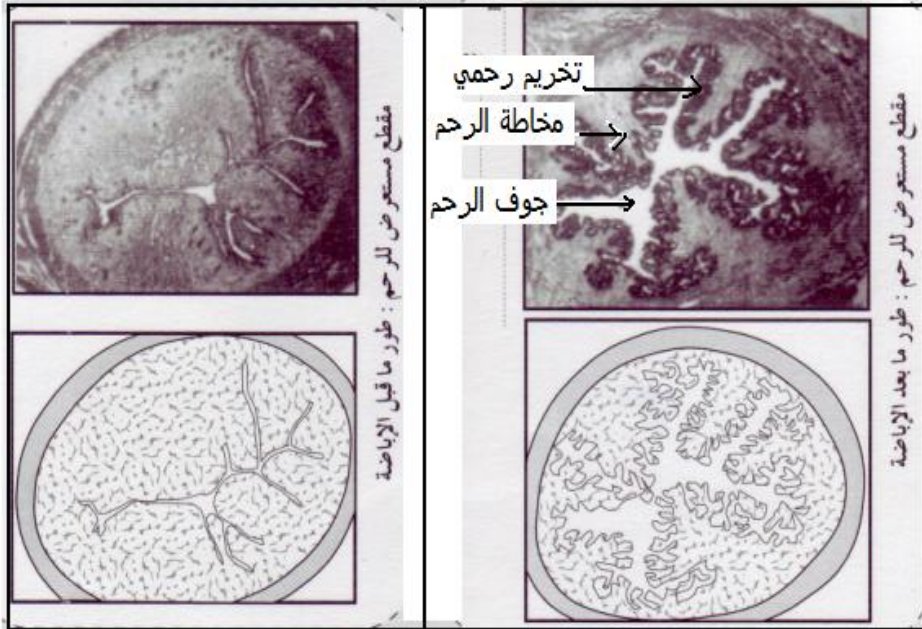 تخريم رحمي
مخاطة الرحم
جوف الرحم
مقطع مستعرض للرحم : طور ما بعد الإباضة
مقطع مستعرض للرحم : طور ما قبل الإباضة